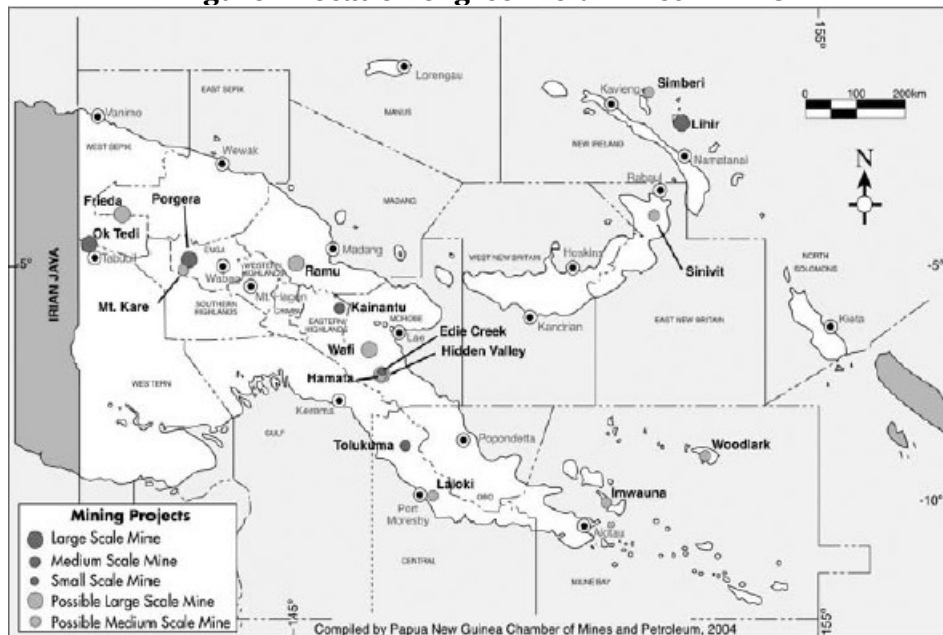 155°
Lorengau
Simberi
Kavieng
0 100 200km
EAST SEPIK
Vanimo
MANUS
Lihir
WEST SEPIK
Wewak
NEW IRELAND
Namatanai
N
Rabaul
Frieda
Porgera
MADANG
Ok Tedi
Tabubil
ENGA
Madang
WEST NEW BRITAIN
Hoskins
NORTH SOLOMONS
-5°
Wabag
WESTERN HIGHLANDS
Ramu
Sinivit
-5°
IRIAN JAYA
Mt. Kare
SOUTHERN HIGHLANDS
Mt. Hagen
CHIMBU
Kainantu
EASTERN HIGHLANDS
MOROBE
Kandrian
EAST NEW BRITAIN
Kieta
Lae
Edie Creek
Wafi
Hidden Valley
Hamata
WESTERN
Kerema
GULF
Tolukuma
Popondetta
Woodlark
Laloki
ORO
Imwauna
-10°
Port Moresby
Alotau
CENTRAL
MILNE BAY
Mining Projects
Large Scale Mine
Medium Scale Mine
Small Scale Mine
Possible Large Scale Mine
Possible Medium Scale Mine
145°
155°
Compiled by Papua New Guinea Chamber of Mines and Petroleum, 2004